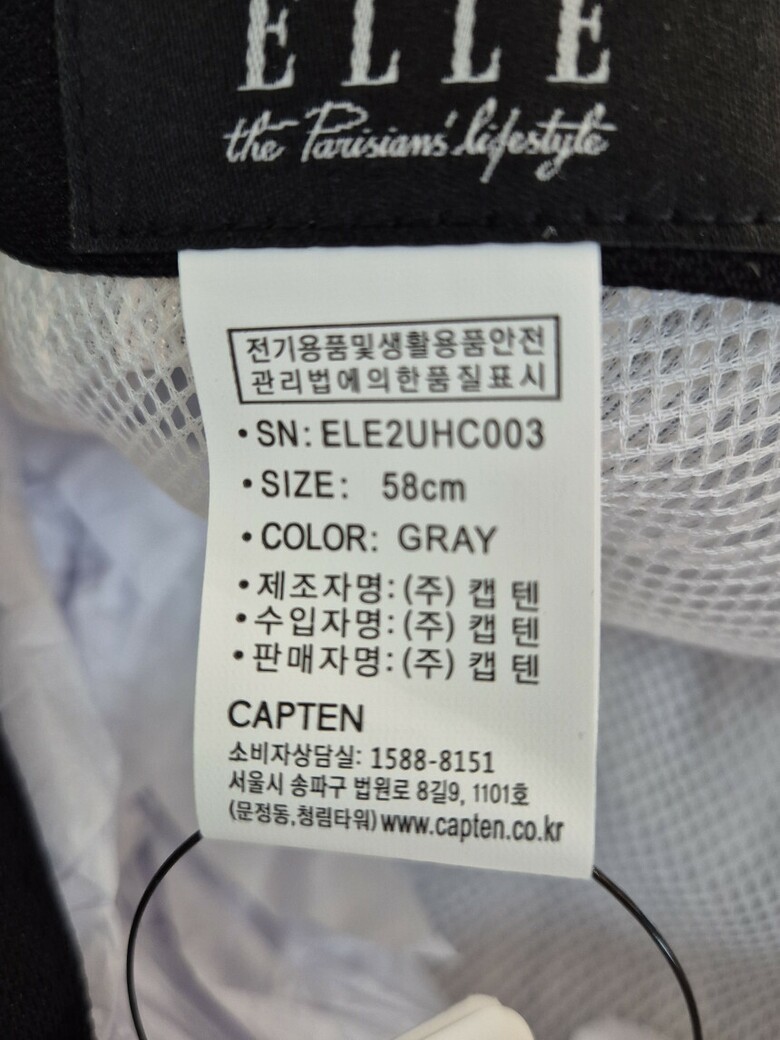 ELLE
the Parisians' lifestyle
전기용품및생활용품안전
관리법에의한품질표시
• SN: ELE2UHC003
• SIZE: 58cm
• COLOR: GRAY
• 제조자명: (주) 캡 텐
• 수입자명: (주) 캡 텐
• 판매자명: (주) 캡 텐
CAPTEN
소비자상담실: 1588-8151
서울시 송파구 법원로 8길9, 1101호
(문정동,청림타워) www.capten.co.kr